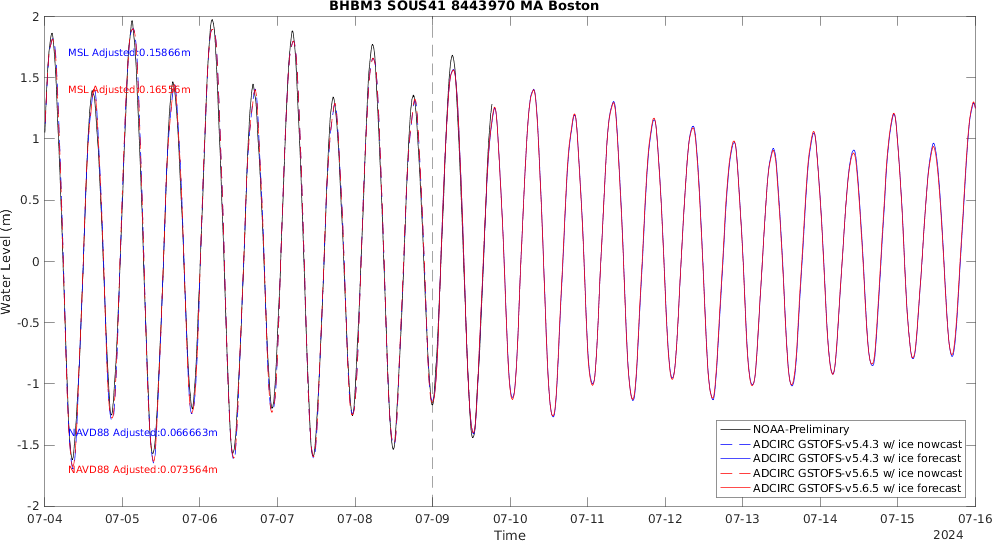 BHBM3 SOUS41 8443970 MA Boston
2
1.5
1
0.5
0
-0.5
-1
-1.5
-2
Water Level (m)
MSL Adjusted:0.15866m
MSL Adjusted:0.16556m
NAVD88 Adjusted:0.066663m
NAVD88 Adjusted:0.073564m
NOAA-Preliminary
ADCIRC GSTOFS-v5.4.3 w/ ice nowcast
ADCIRC GSTOFS-v5.4.3 w/ ice forecast
ADCIRC GSTOFS-v5.6.5 w/ ice nowcast
ADCIRC GSTOFS-v5.6.5 w/ ice forecast
07-04 07-05 07-06 07-07 07-08 07-09 07-10 07-11 07-12 07-13 07-14 07-15 07-16
Time
2024